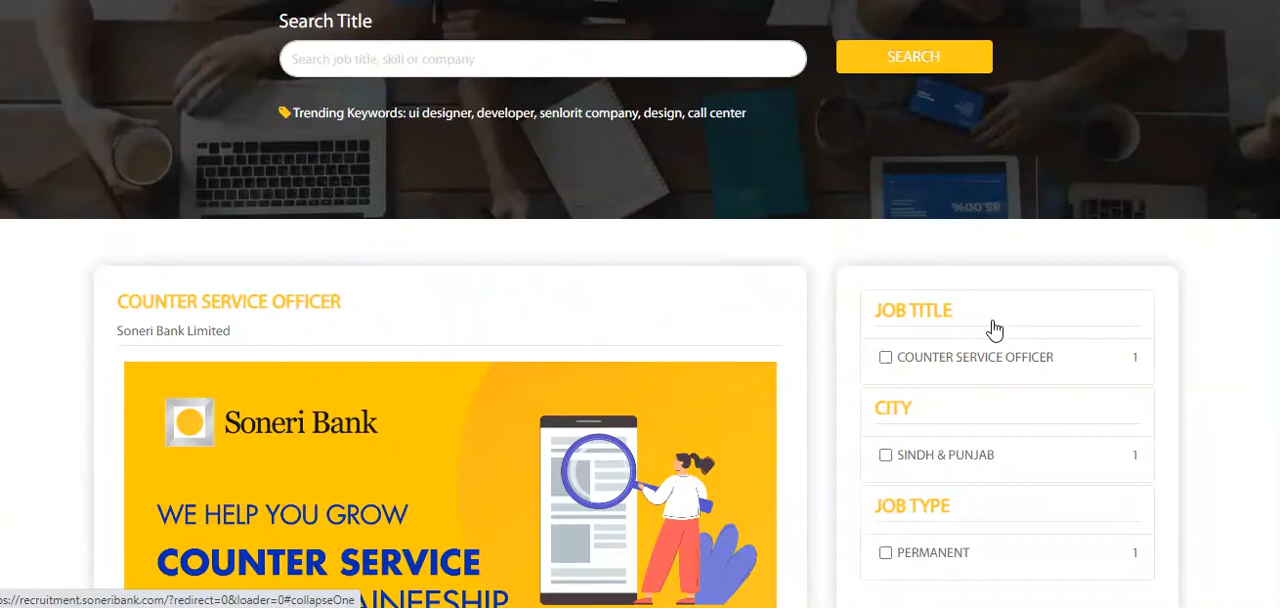 Search Title
Search job title, skill or company
SEARCH
Trending Keywords: ui designer, developer, senlorit company, design, call center
COUNTER SERVICE OFFICER
Soneri Bank Limited
Soneri Bank
WE HELP YOU GROW
COUNTER SERVICE
AINEESHIP
JOB TITLE
COUNTER SERVICE OFFICER 1
CITY
SINDH & PUNJAB 1
JOB TYPE
PERMANENT 1
ps://recruitment.soneribank.com/?redirect=0&loader=0#collapseOne